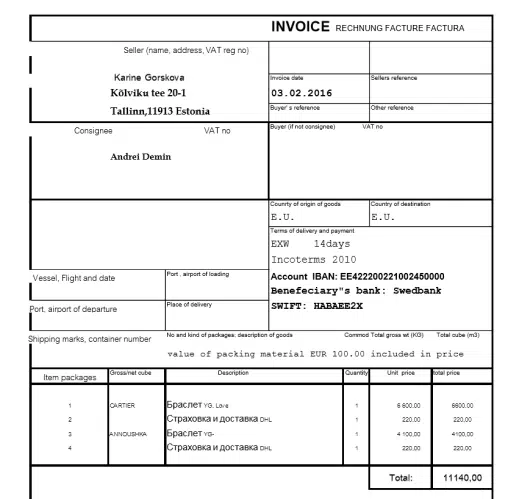 INVOICE RECHNUNG FACTURE FACTURA
Seller (name, address, VAT reg no)
Karine Gorskova
Kõlviku tee 20-1
Tallinn,11913 Estonia
Invoice date
Sellers reference
03.02.2016
Buyer' s reference
Other reference
Consignee VAT no
Buyer (if not consignee) VAT no
Andrei Demin
Counrty of origin of goods
Country of destination
E.U.
E.U.
Terms of delivery and payment
EXW 14days
Incoterms 2010
Vessel, Flight and date
Port , airport of loading
Account IBAN: EE422200221002450000
Benefeciary"s bank: Swedbank
Port, airport of departure
Place of delivery
SWIFT: HABAEE2X
Shipping marks, container number
No and kind of packages; description of goods
Commod Total gross wt (KG) Total cube (m3)
value of packing material EUR 100.00 included in price
Item packages Gross/net cube Description Quantity Unit price total price
1 CARTIER Браслет YG, Love 1 6 600,00 6600,00
2 Страховка и доставка DHL 1 220,00 220,00
3 ANNOUSHKA Браслет YG- 1 4 100,00 4100,00
4 Страховка и доставка DHL 1 220,00 220,00
Total: 11140,00